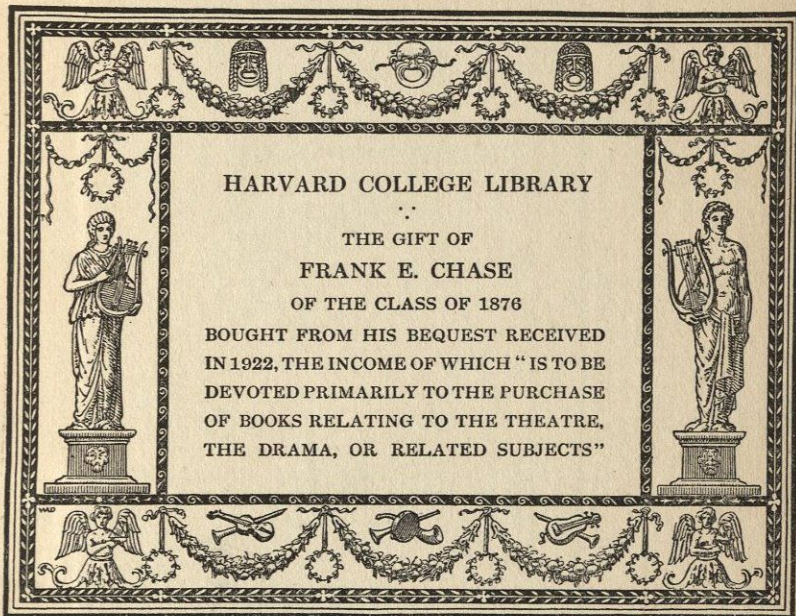 HARVARD COLLEGE LIBRARY
THE GIFT OF
FRANK E. CHASE
OF THE CLASS OF 1876
BOUGHT FROM HIS BEQUEST RECEIVED
IN 1922, THE INCOME OF WHICH “IS TO BE
DEVOTED PRIMARILY TO THE PURCHASE
OF BOOKS RELATING TO THE THEATRE,
THE DRAMA, OR RELATED SUBJECTS”